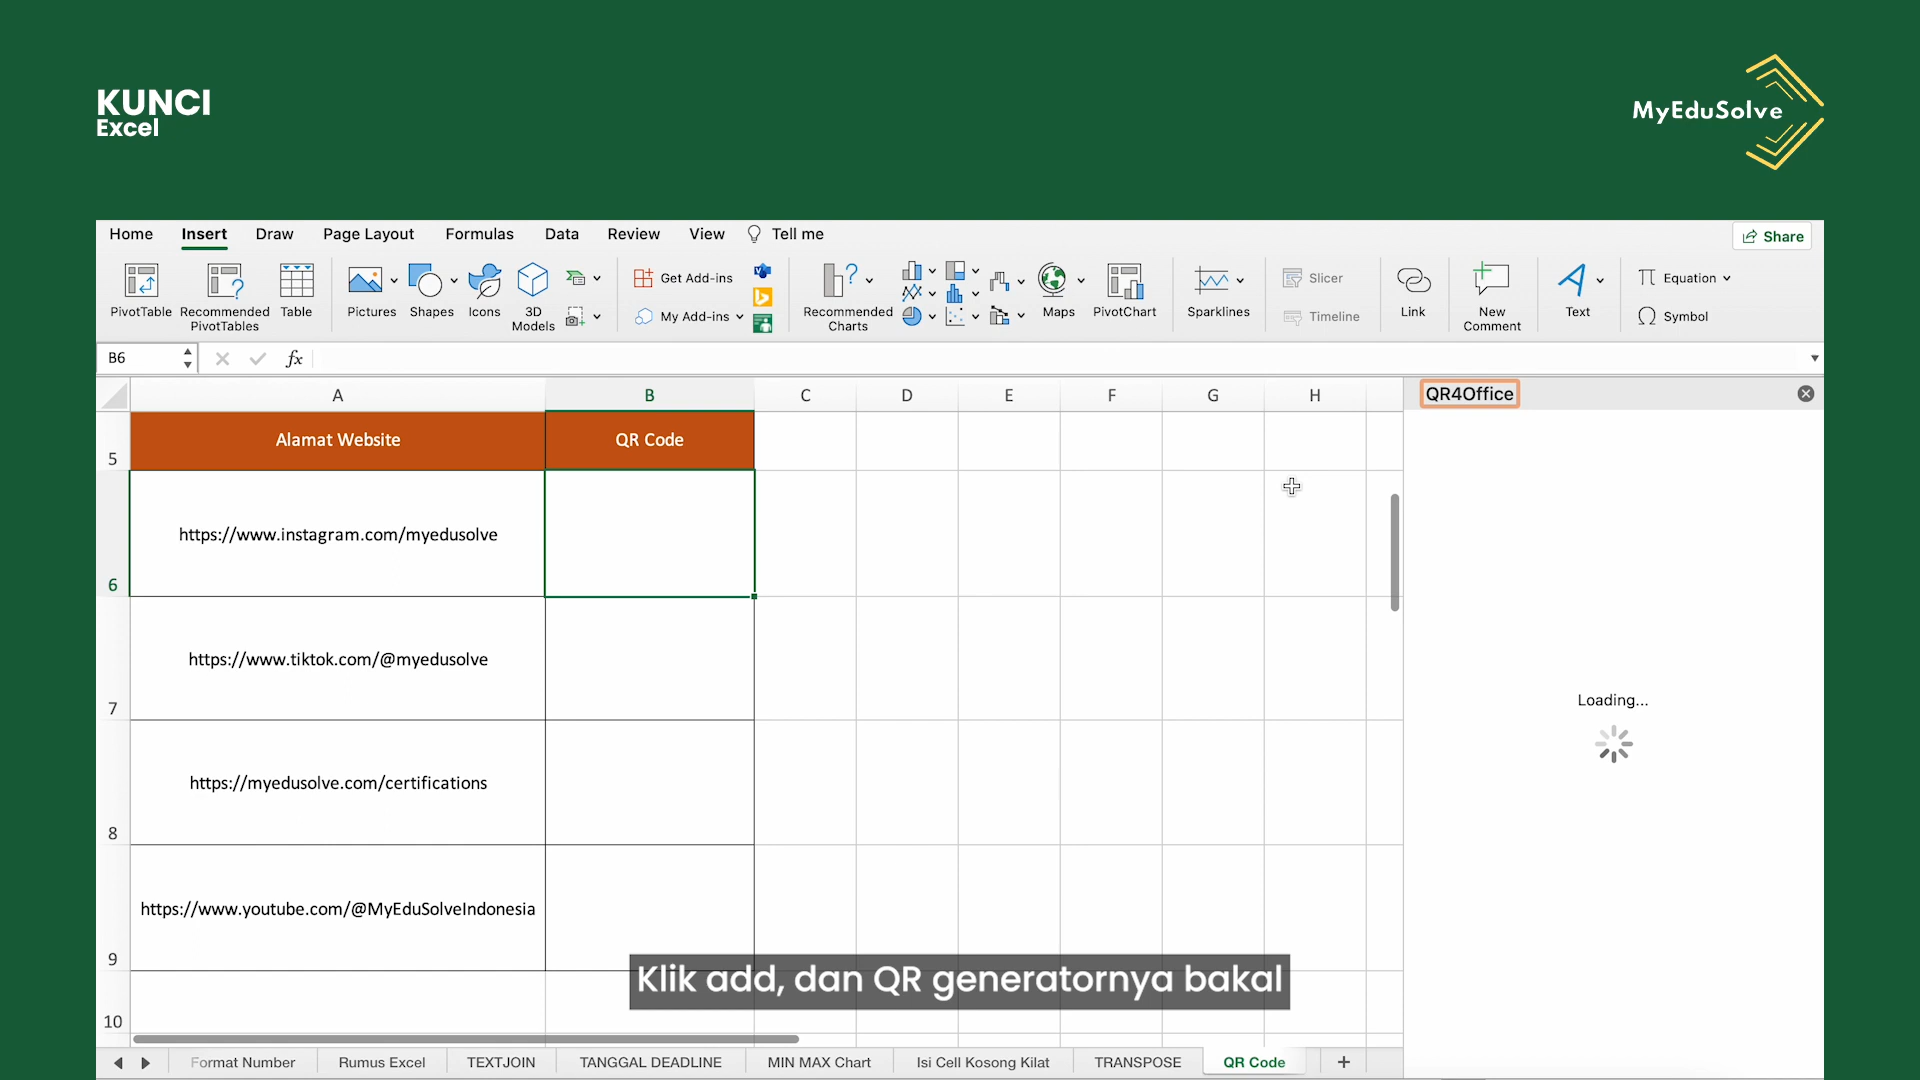 KUNCI
Excel
MyEduSolve
Home Insert Draw Page Layout Formulas Data Review View Tell me Share
PivotTable
Recommended
PivotTables
Table
Pictures
Shapes
Icons
3D
Models
Get Add-ins
My Add-ins
Recommended
Charts
Maps
PivotChart
Sparklines
Slicer
Timeline
Link
New
Comment
Text
Equation
Symbol
B6 fx
A B C D E F G H
QR4Office
5 Alamat Website QR Code
6 https://www.instagram.com/myedusolve
7 https://www.tiktok.com/@myedusolve
8 https://myedusolve.com/certifications
9 https://www.youtube.com/@MyEduSolveIndonesia
10
Loading...
Klik add, dan QR generatornya bakal
Format Number Rumus Excel TEXTJOIN TANGGAL DEADLINE MIN MAX Chart Isi Cell Kosong Kilat TRANSPOSE QR Code +